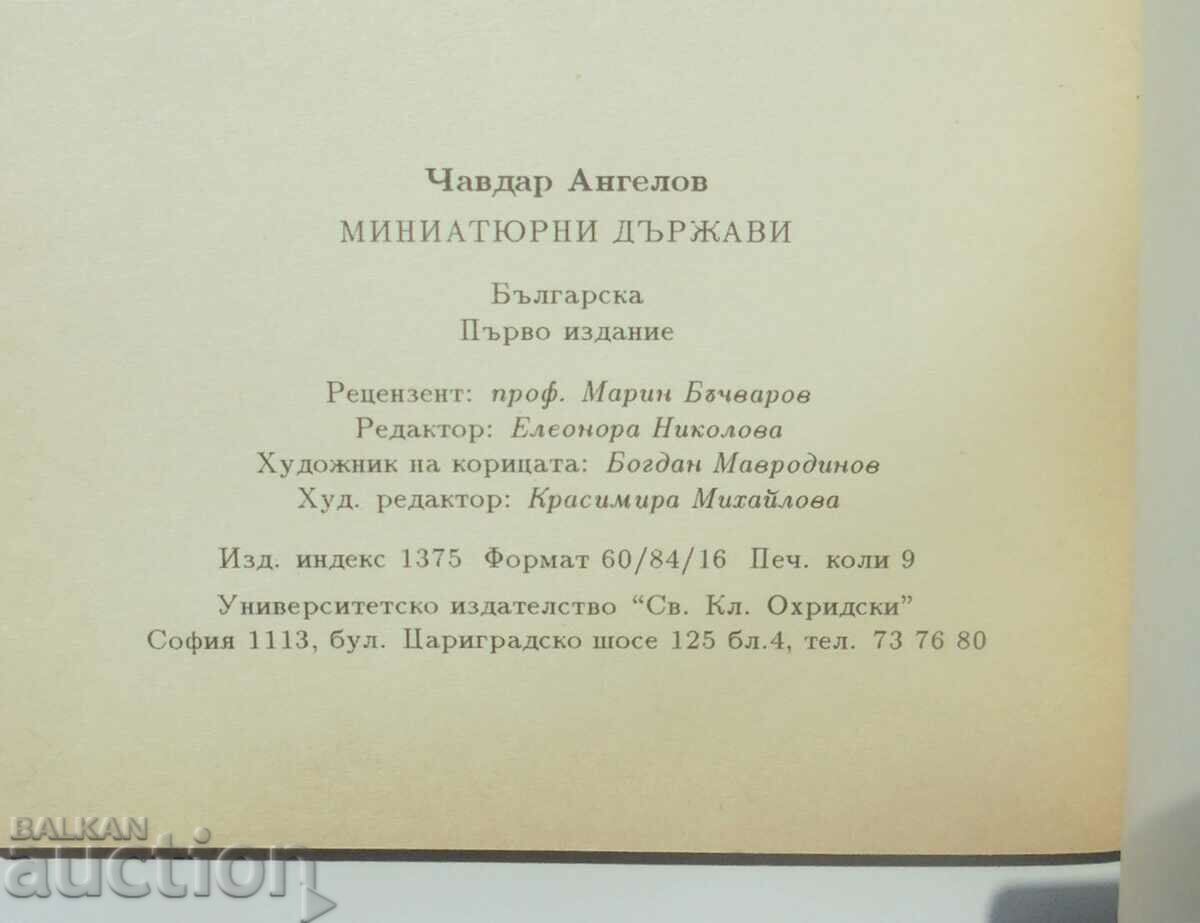 Чавдар Ангелов
МИНИАТЮРНИ ДЪРЖАВИ
Българска
Първо издание
Рецензент: проф. Марин Бъчваров
Редактор: Елеонора Николова
Художник на корицата: Богдан Мавродинов
Худ. редактор: Красимира Михайлова
Изд. индекс 1375 Формат 60/84/16 Печ. коли 9
Университетско издателство “Св. Кл. Охридски”
София 1113, бул. Цариградско шосе 125 бл.4, тел. 73 76 80
BALKAN
auction